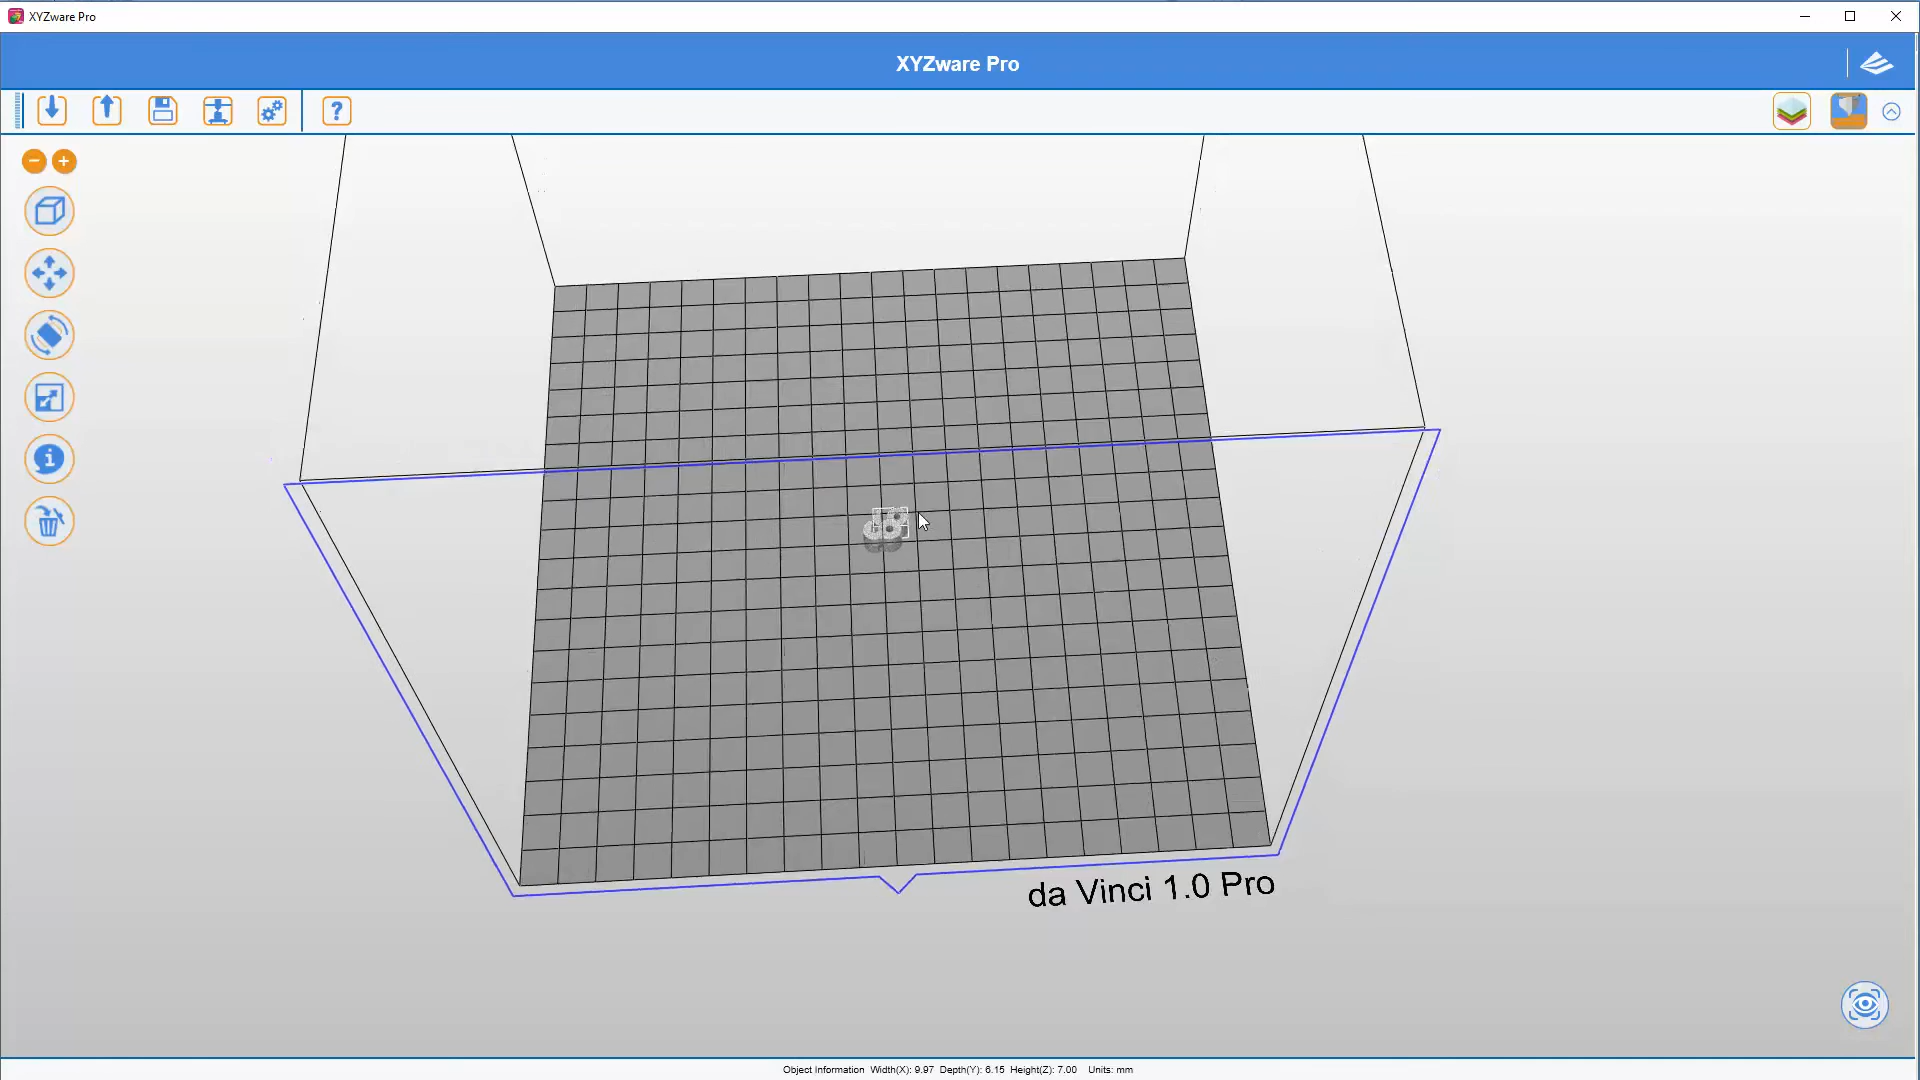 XYZware Pro
XYZware Pro
da Vinci 1.0 Pro
Object Information Width(X): 9.97 Depth(Y): 6.15 Height(Z): 7.00 Units: mm